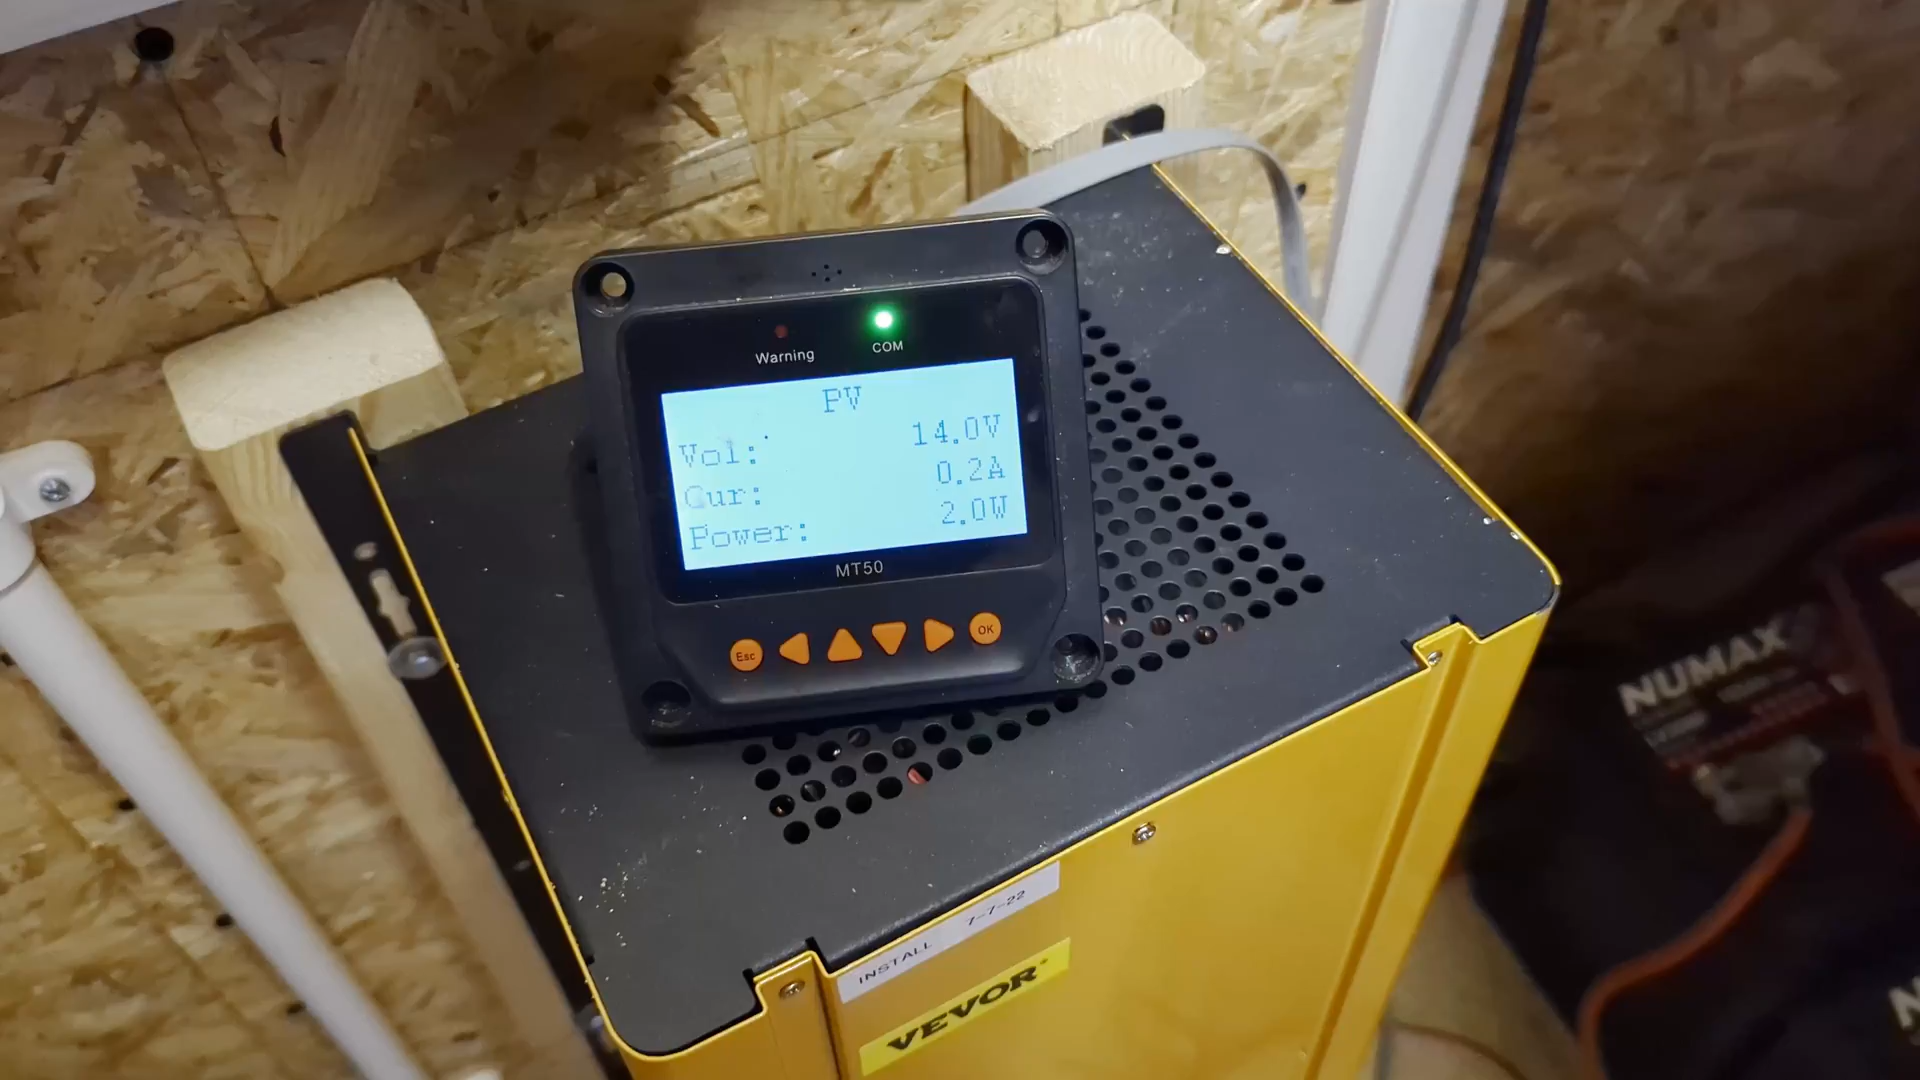 Warning
COM
PV
Vol: 14.0V
Cur: 0.2A
Power: 2.0W
MT50
Esc
OK
INSTALL 7-7-22
VEVOR
NUMAX